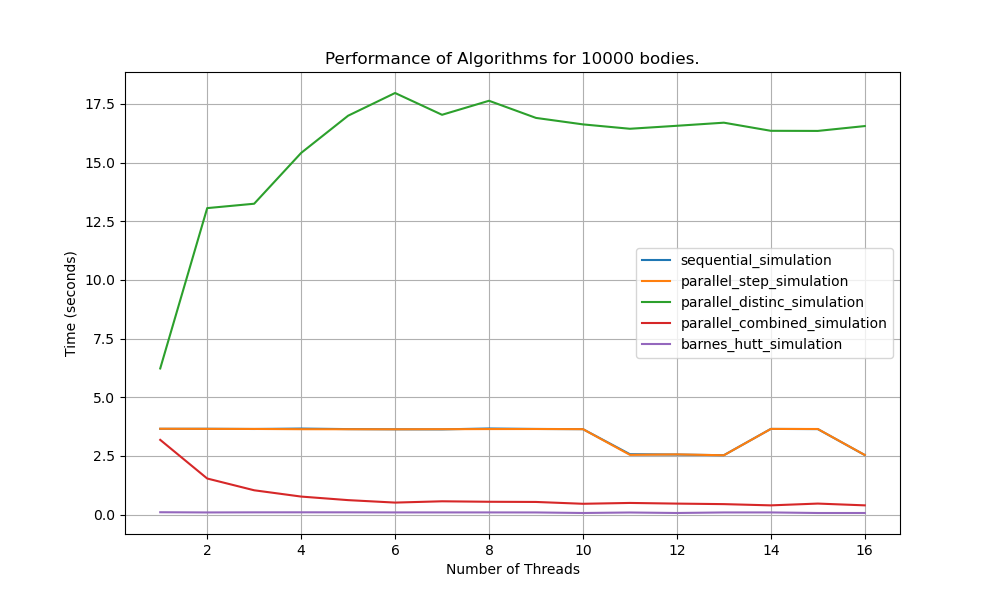 Performance of Algorithms for 10000 bodies.
17.5
15.0
12.5
10.0
7.5
5.0
2.5
0.0
Time (seconds)
sequential_simulation
parallel_step_simulation
parallel_distinc_simulation
parallel_combined_simulation
barnes_hutt_simulation
2 4 6 8 10 12 14 16
Number of Threads